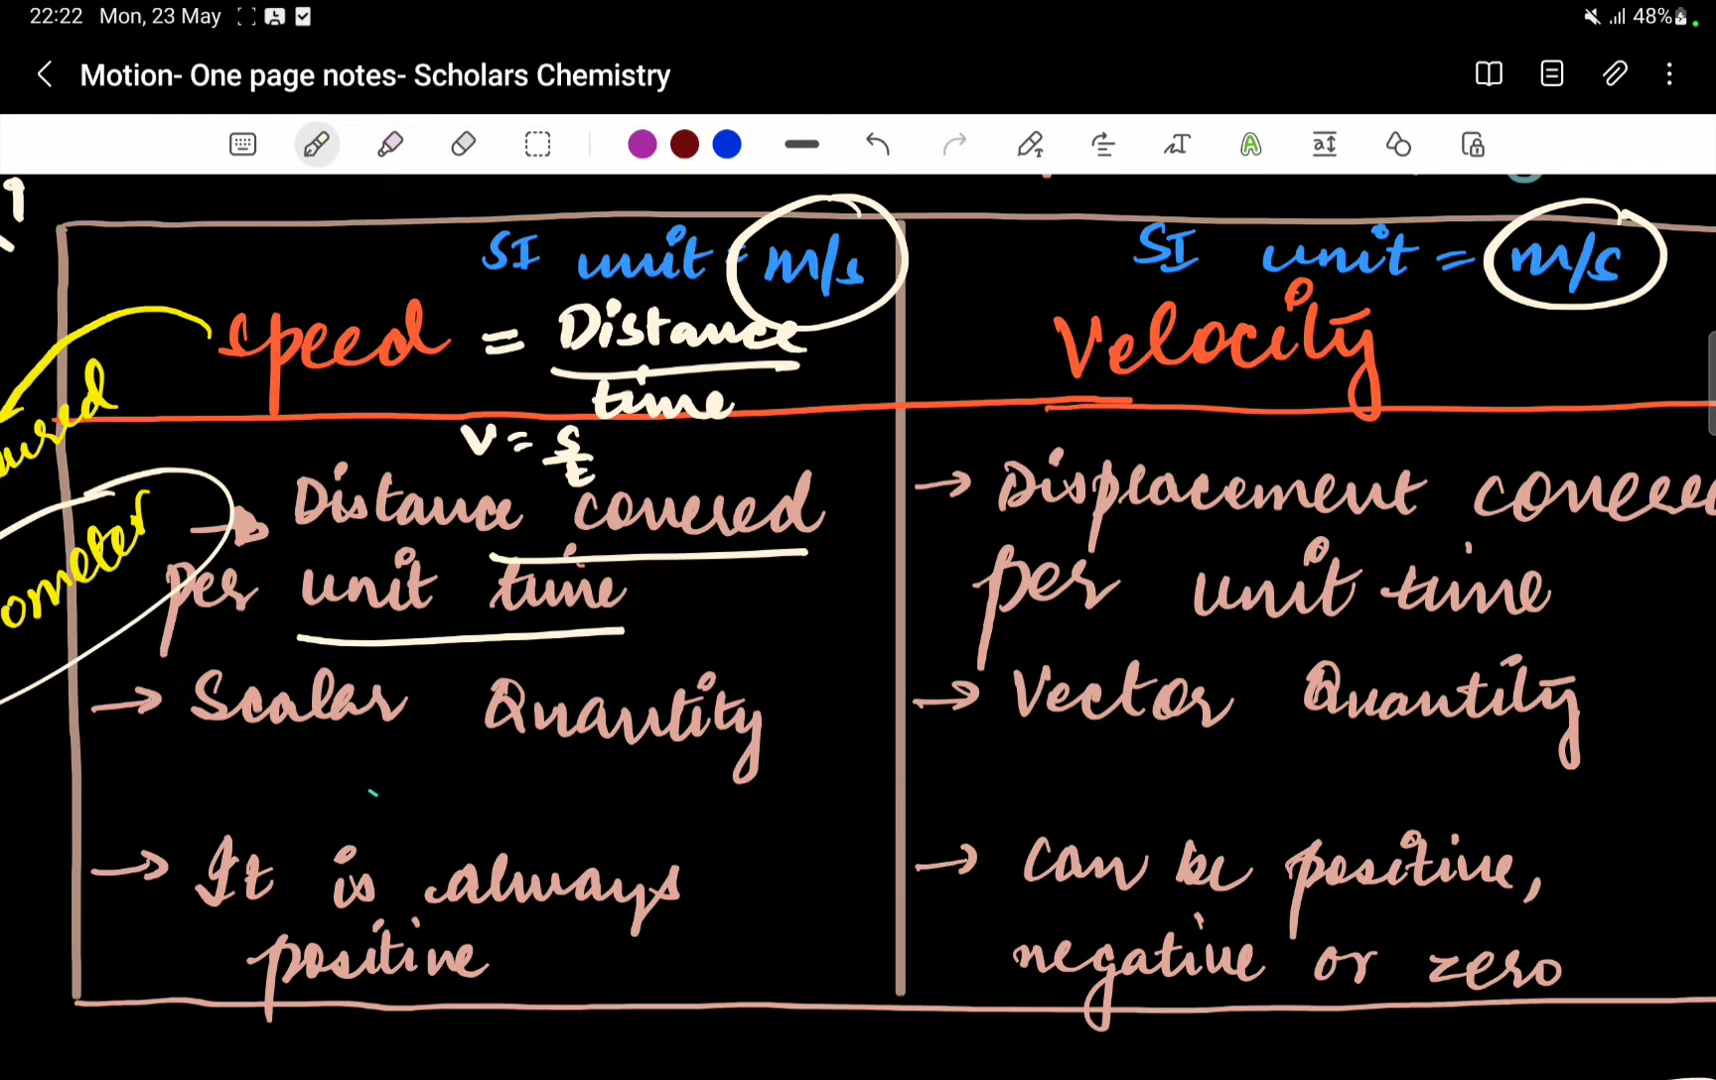 22:22 Mon, 23 May
48%
Motion- One page notes- Scholars Chemistry
SI unit = m/s
speed = Distance
time
v = s
t
→ Distance covered
per unit time
→ Scalar Quantity
→ It is always
positive
ometer
SI unit = m/s
Velocity
→ Displacement covered
per unit time
→ Vector Quantity
→ Can be positive,
negative or zero